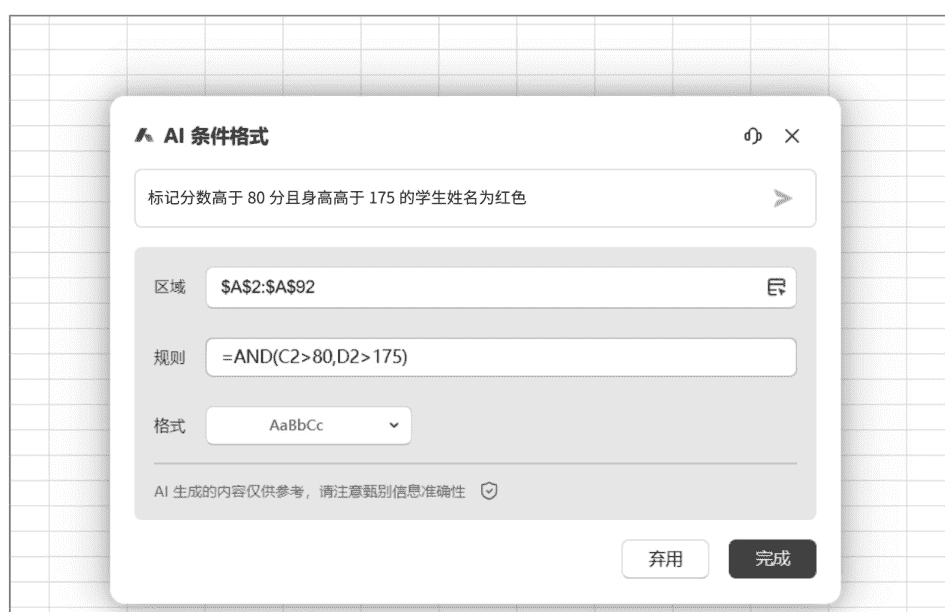 AI 条件格式
标记分数高于 80 分且身高高于 175 的学生姓名为红色
区域 $A$2:$A$92
规则 =AND(C2>80,D2>175)
格式 AaBbCc
AI 生成的内容仅供参考，请注意甄别信息准确性
弃用 完成